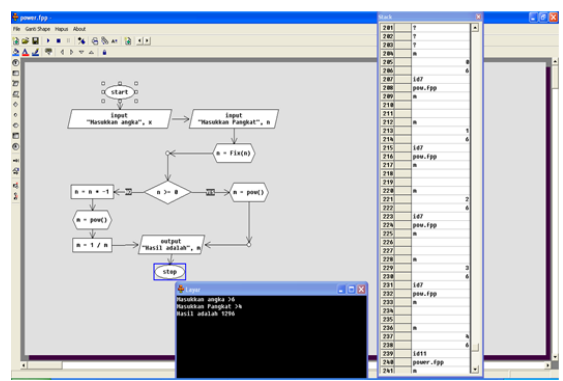 power.fpp
File Ganti Shape Hapus About
start
input
"Masukkan angka", x
input
"Masukkan Pangkat", n
n = fix(n)
n >= 0
n = n * -1
m = pow()
m = pow()
m = 1 / m
output
"Hasil adalah", m
stop
Layar
Masukkan angka >6
Masukkan Pangkat >4
Hasil adalah 1296
Stack
201 ?
202 ?
203 ?
204 m
205 0
206 6
207 id7
208 pow.fpp
209 m
210
211
212 m
213 1
214 6
215 id7
216 pow.fpp
217 m
218
219
220 m
221 2
222 6
223 id7
224 pow.fpp
225 m
226
227
228 m
229 3
230 6
231 id7
232 pow.fpp
233 m
234
235
236 m
237 4
238 6
239 id11
240 power.fpp
241 m